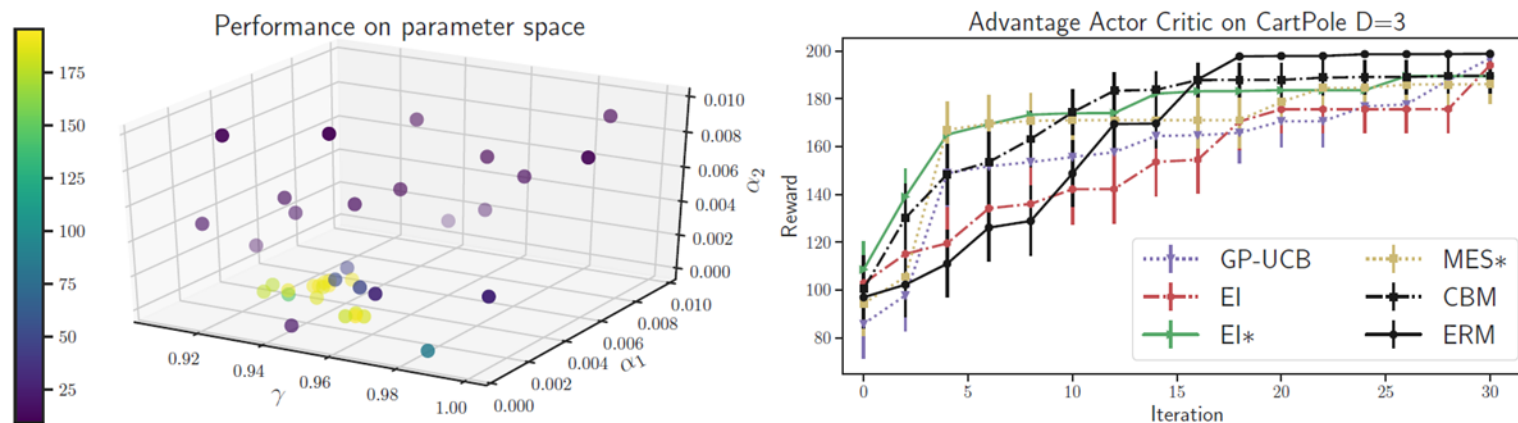 Performance on parameter space
175
150
125
100
75
50
25
0.010
0.008
0.006
0.004
0.002
0.000
α2
0.92
0.94
0.96
0.98
1.00
γ
0.000
0.002
0.004
0.006
0.008
0.010
α1
Advantage Actor Critic on CartPole D=3
200
180
160
140
120
100
80
Reward
GP-UCB
EI
EI*
MES*
CBM
ERM
0
5
10
15
20
25
30
Iteration